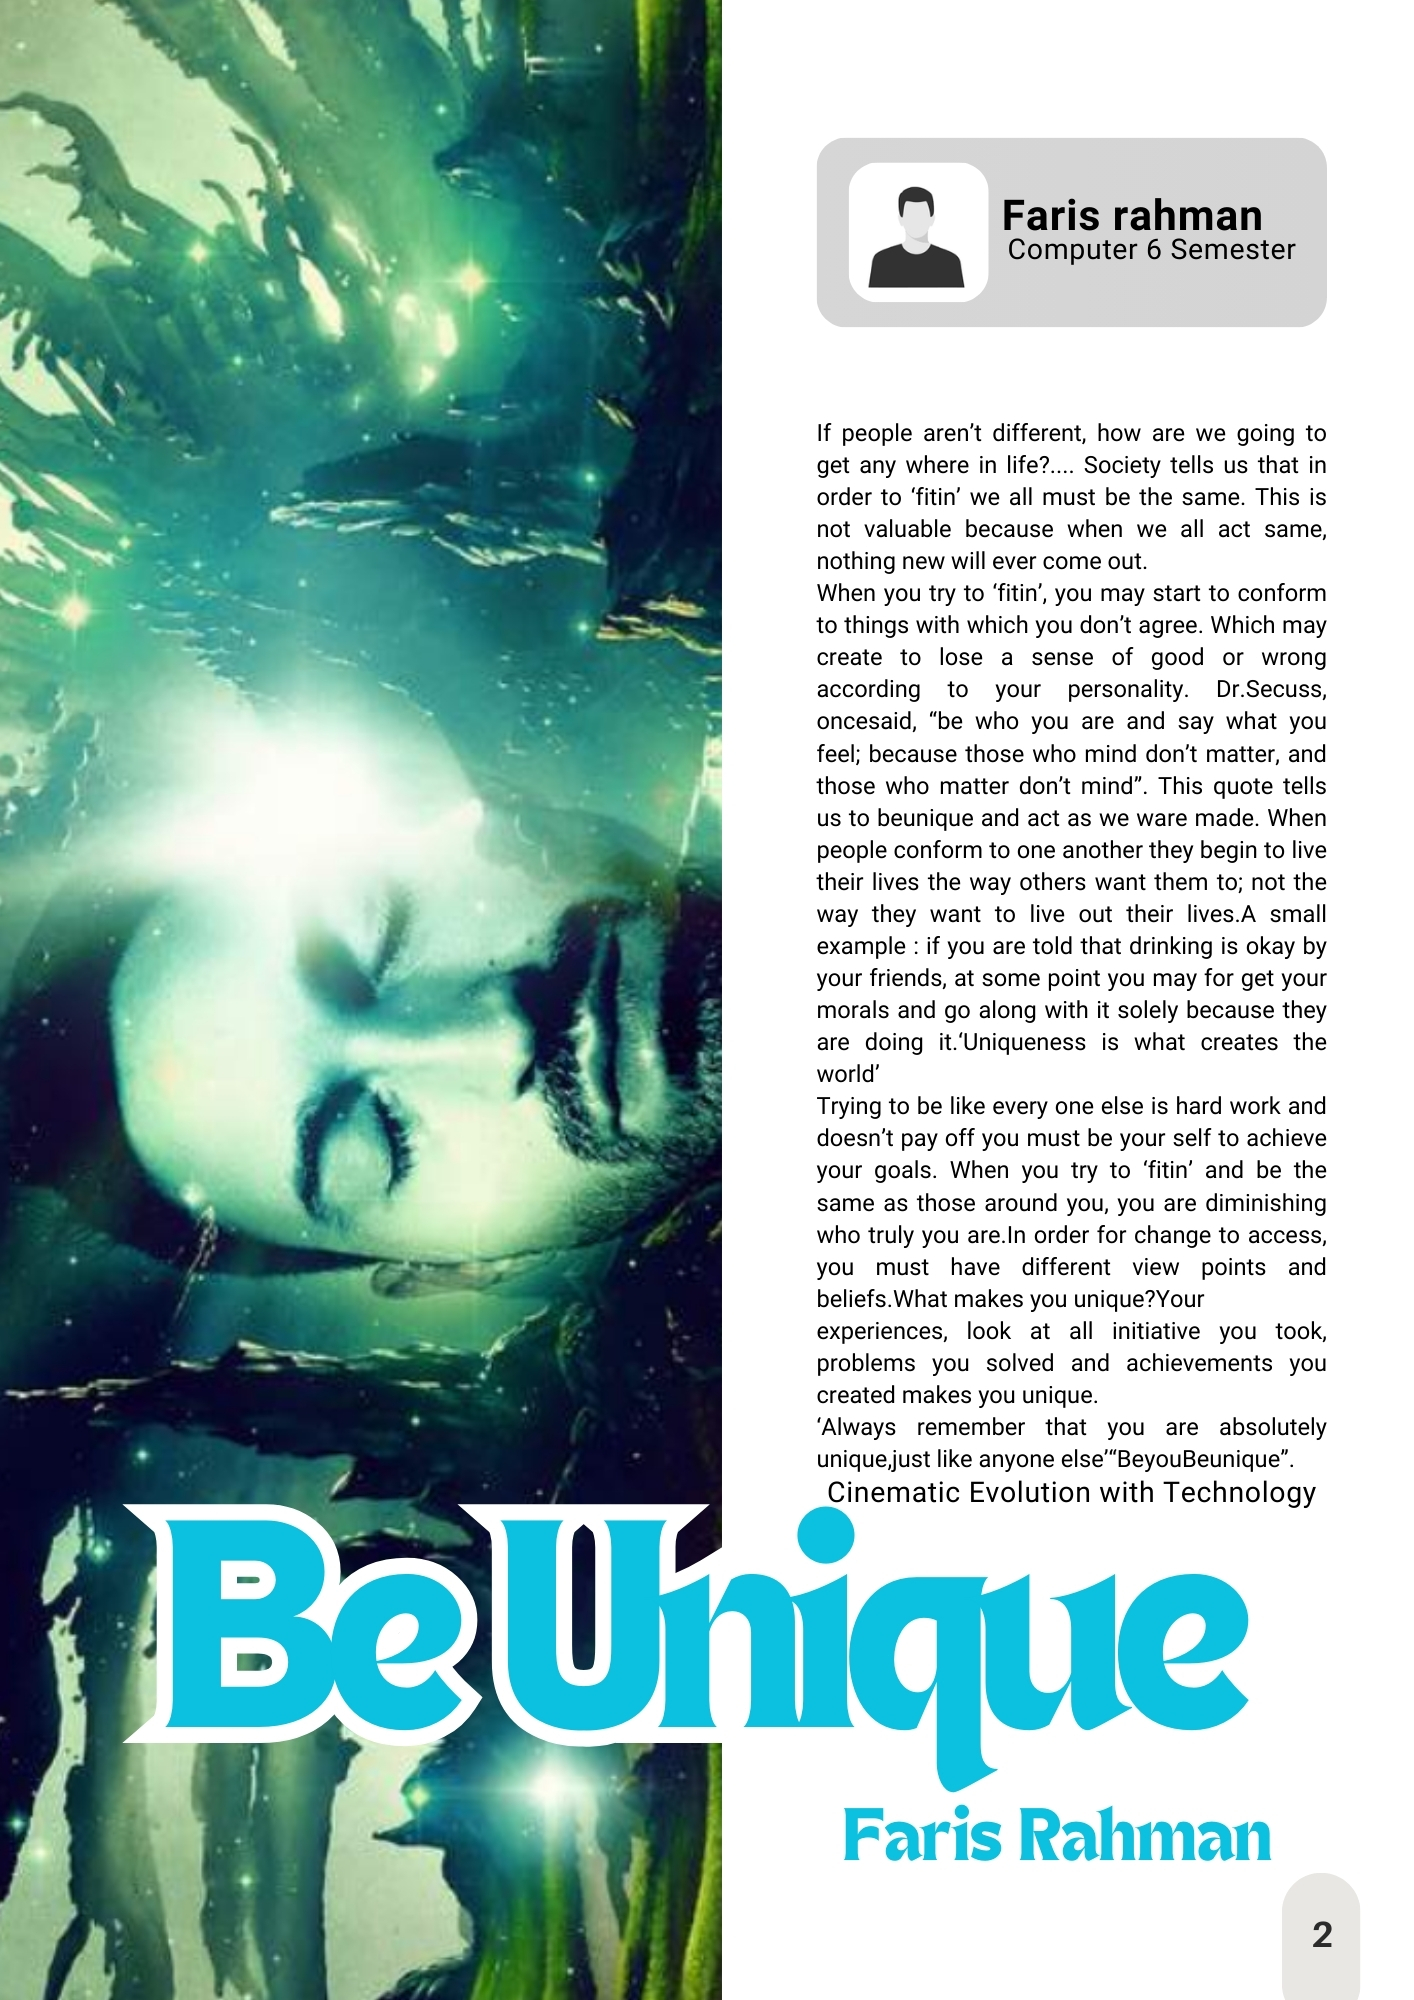 Faris rahman
Computer 6 Semester
If people aren’t different, how are we going to
get any where in life?.... Society tells us that in
order to ‘fitin’ we all must be the same. This is
not valuable because when we all act same,
nothing new will ever come out.
When you try to ‘fitin’, you may start to conform
to things with which you don’t agree. Which may
create to lose a sense of good or wrong
according to your personality. Dr.Secuss,
oncesaid, “be who you are and say what you
feel; because those who mind don’t matter, and
those who matter don’t mind”. This quote tells
us to beunique and act as we ware made. When
people conform to one another they begin to live
their lives the way others want them to; not the
way they want to live out their lives.A small
example : if you are told that drinking is okay by
your friends, at some point you may for get your
morals and go along with it solely because they
are doing it.‘Uniqueness is what creates the
world’
Trying to be like every one else is hard work and
doesn’t pay off you must be your self to achieve
your goals. When you try to ‘fitin’ and be the
same as those around you, you are diminishing
who truly you are.In order for change to access,
you must have different view points and
beliefs.What makes you unique?Your
experiences, look at all initiative you took,
problems you solved and achievements you
created makes you unique.
‘Always remember that you are absolutely
unique,just like anyone else’“BeyouBeunique”.
Cinematic Evolution with Technology
Be Unique
Faris Rahman
2